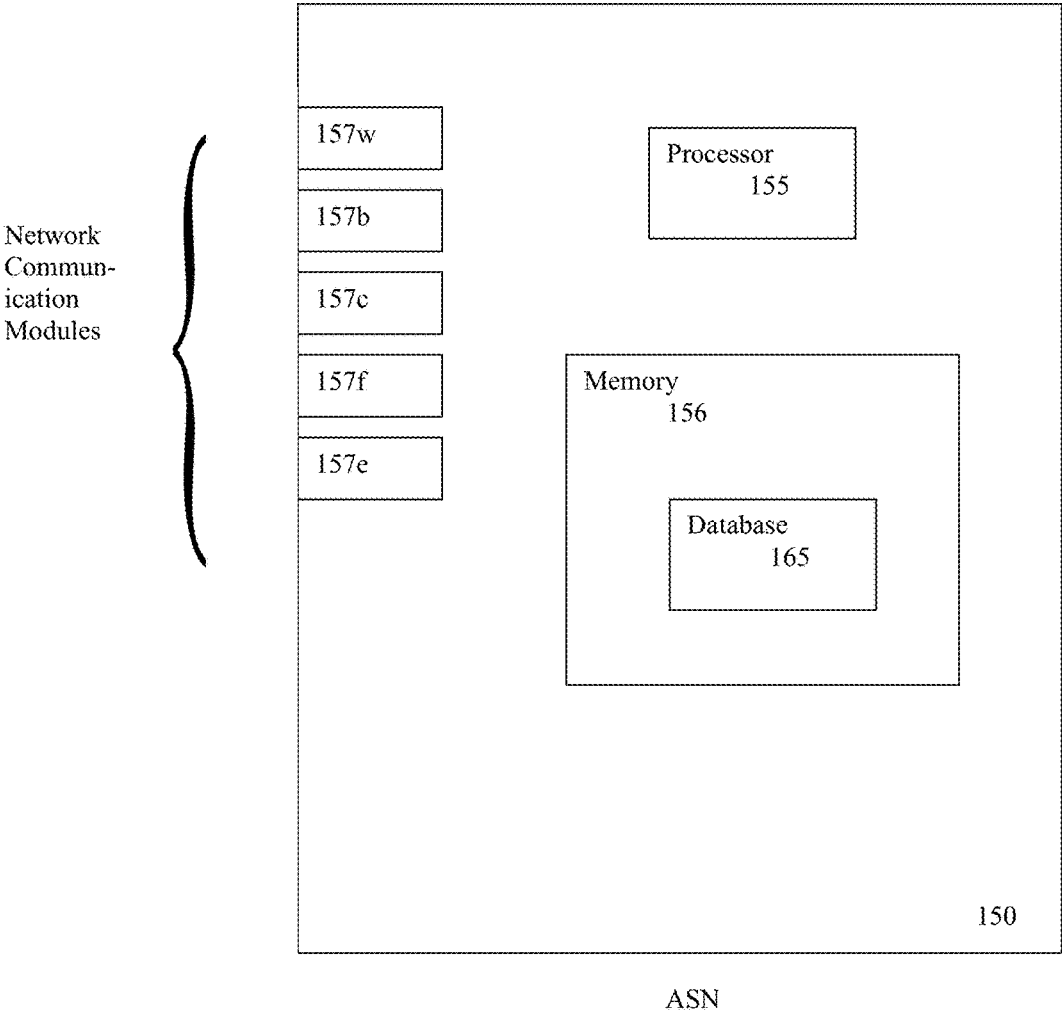 Network
Commun-
ication
Modules
157w
157b
157c
157f
157e
Processor
155
Memory
156
Database
165
150
ASN